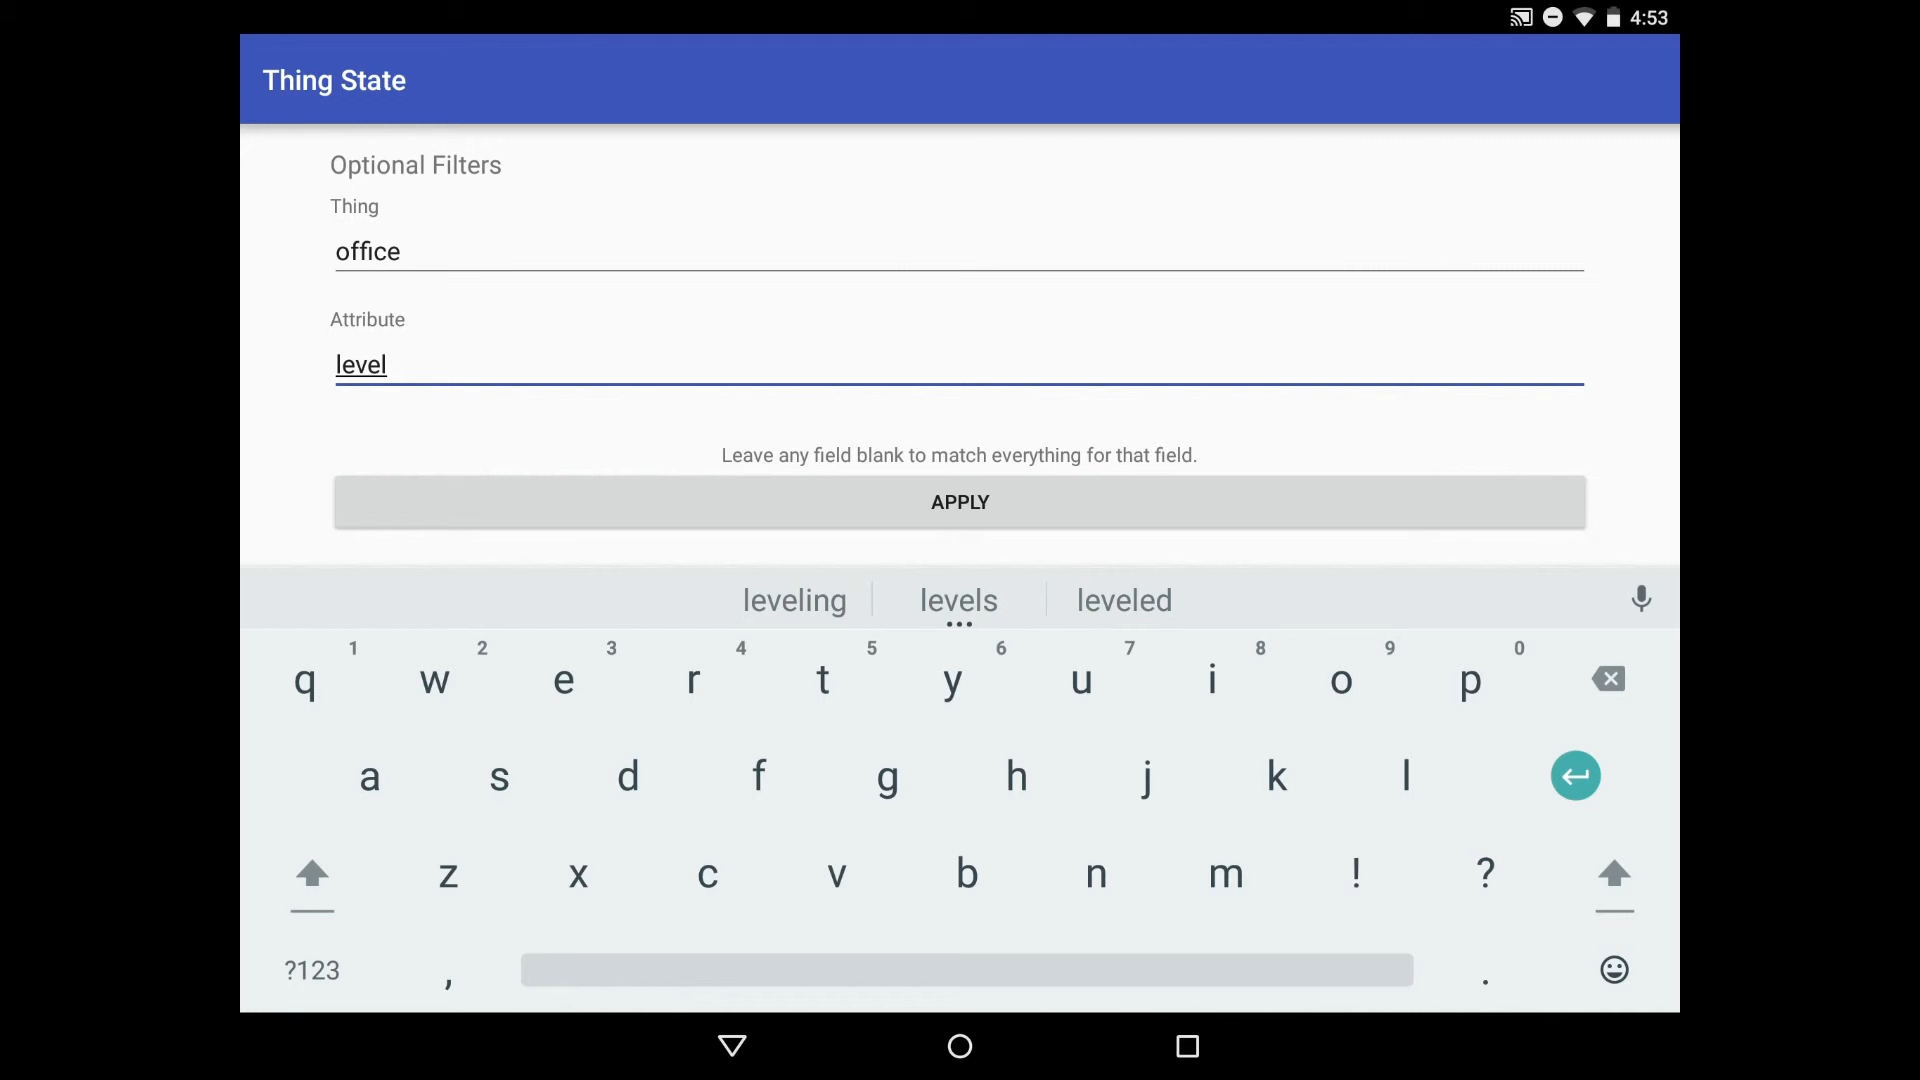 4:53
Thing State
Optional Filters
Thing
office
Attribute
level
Leave any field blank to match everything for that field.
APPLY
leveling levels leveled
1 2 3 4 5 6 7 8 9 0
q w e r t y u i o p
a s d f g h j k l
z x c v b n m ! ?
?123 , .